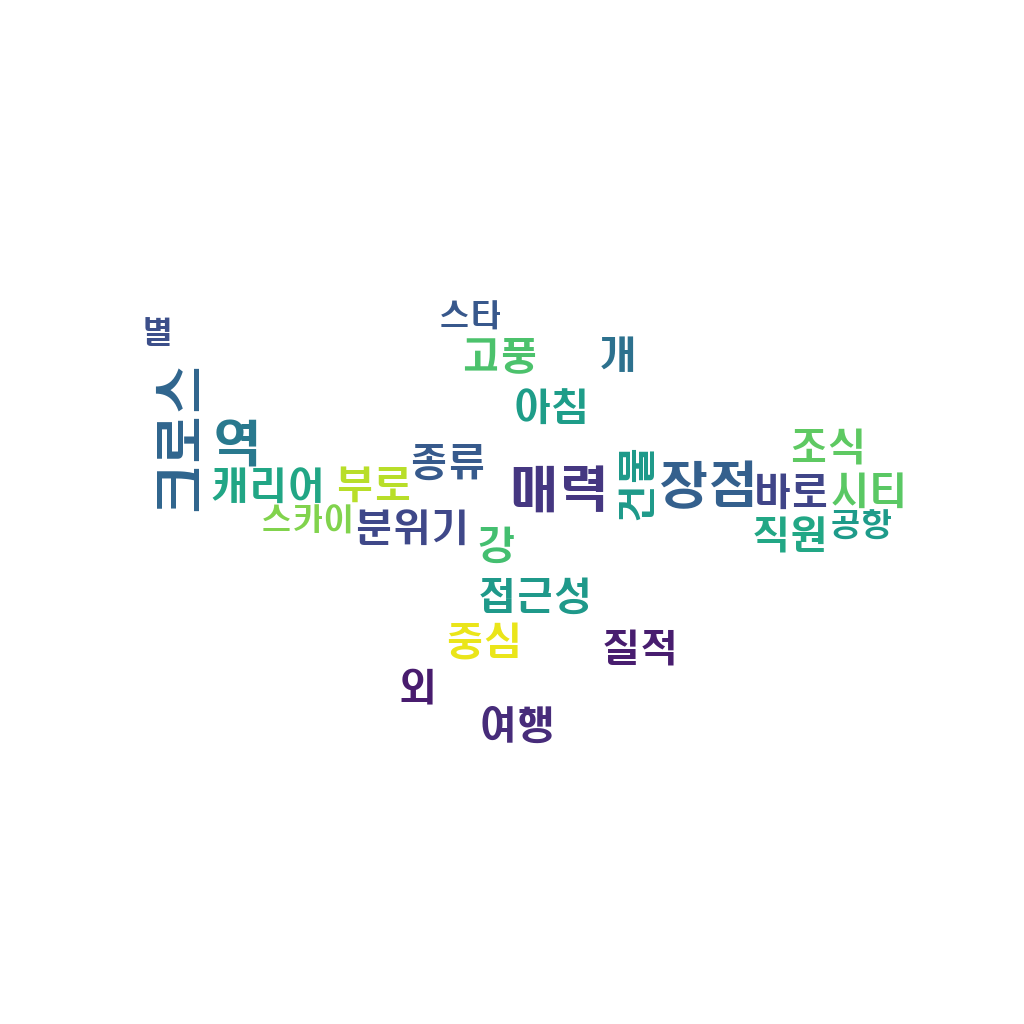 스타
별
고풍
개
크로스
아침
역
조식
종류
캐리어
부로
매력
건물
장점
바로
시티
스카이
분위기
강
직원
공항
접근성
중심
질적
외
여행